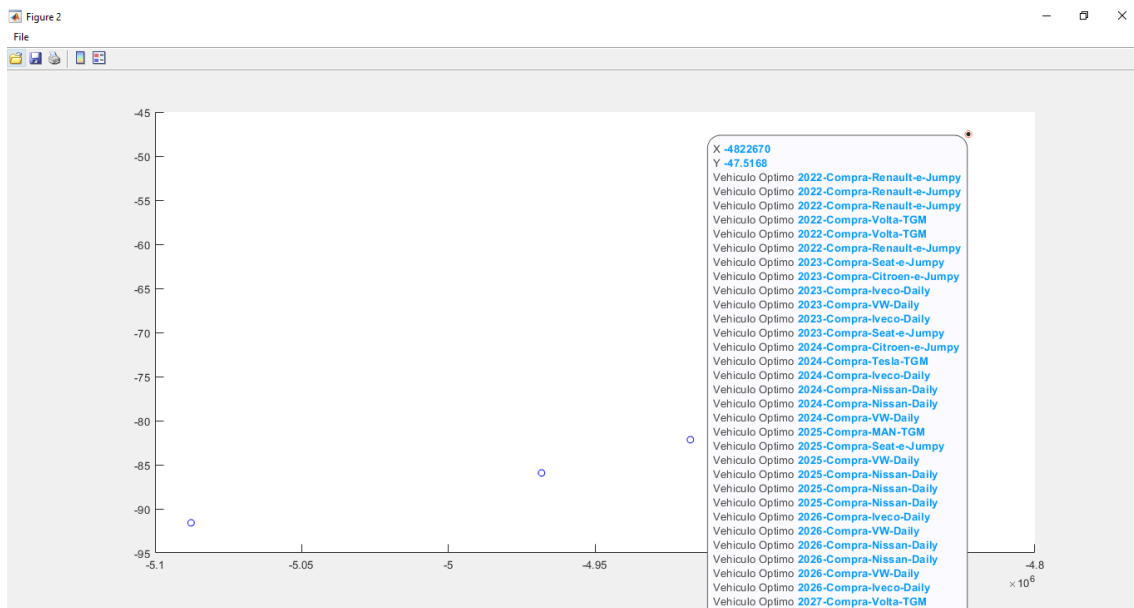 Figure 2
File
-45
-50
-55
-60
-65
-70
-75
-80
-85
-90
-95
X -4822670
Y -47.5168
Vehiculo Optimo 2022-Compra-Renault-e-Jumpy
Vehiculo Optimo 2022-Compra-Renault-e-Jumpy
Vehiculo Optimo 2022-Compra-Renault-e-Jumpy
Vehiculo Optimo 2022-Compra-Volta-TGM
Vehiculo Optimo 2022-Compra-Volta-TGM
Vehiculo Optimo 2022-Compra-Renault-e-Jumpy
Vehiculo Optimo 2023-Compra-Seat-e-Jumpy
Vehiculo Optimo 2023-Compra-Citroen-e-Jumpy
Vehiculo Optimo 2023-Compra-Iveco-Daily
Vehiculo Optimo 2023-Compra-VW-Daily
Vehiculo Optimo 2023-Compra-Iveco-Daily
Vehiculo Optimo 2023-Compra-Seat-e-Jumpy
Vehiculo Optimo 2024-Compra-Citroen-e-Jumpy
Vehiculo Optimo 2024-Compra-Tesla-TGM
Vehiculo Optimo 2024-Compra-Iveco-Daily
Vehiculo Optimo 2024-Compra-Nissan-Daily
Vehiculo Optimo 2024-Compra-Nissan-Daily
Vehiculo Optimo 2024-Compra-VW-Daily
Vehiculo Optimo 2025-Compra-MAN-TGM
Vehiculo Optimo 2025-Compra-Seat-e-Jumpy
Vehiculo Optimo 2025-Compra-VW-Daily
Vehiculo Optimo 2025-Compra-Nissan-Daily
Vehiculo Optimo 2025-Compra-Nissan-Daily
Vehiculo Optimo 2025-Compra-Nissan-Daily
Vehiculo Optimo 2026-Compra-Iveco-Daily
Vehiculo Optimo 2026-Compra-VW-Daily
Vehiculo Optimo 2026-Compra-Nissan-Daily
Vehiculo Optimo 2026-Compra-Nissan-Daily
Vehiculo Optimo 2026-Compra-VW-Daily
Vehiculo Optimo 2026-Compra-Iveco-Daily
Vehiculo Optimo 2027-Compra-Volta-TGM
-5.1
-5.05
-5
-4.95
-4.8
×10⁶